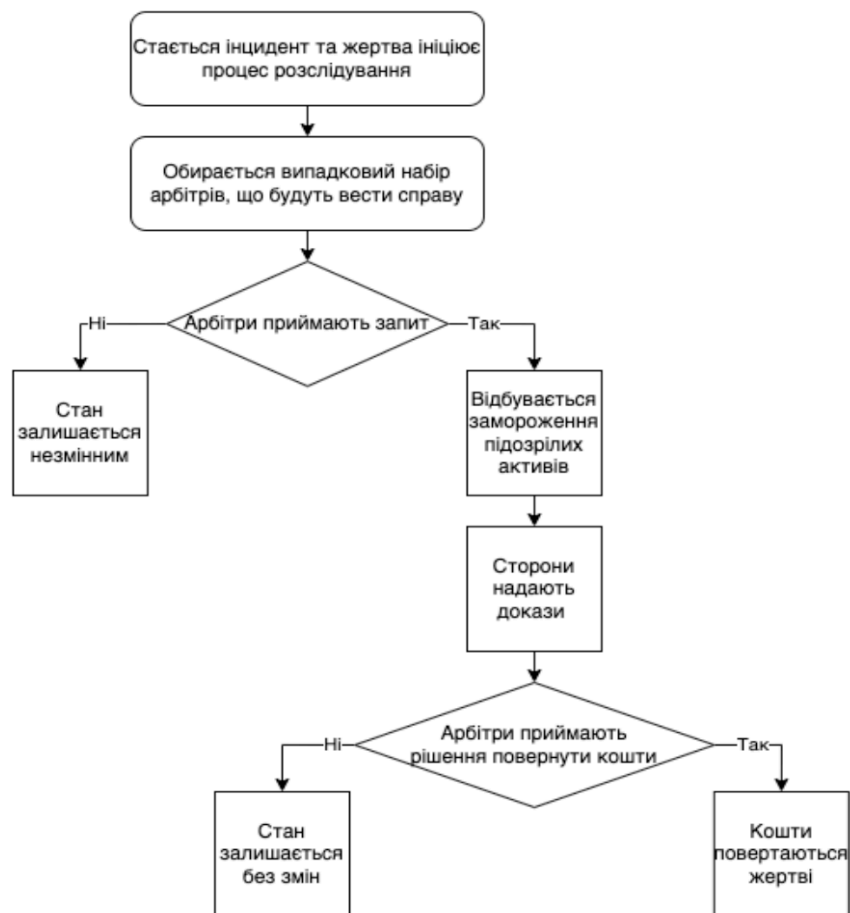 Стається інцидент та жертва ініціює
процес розслідування
Обирається випадковий набір
арбітрів, що будуть вести справу
Арбітри приймають запит
Ні
Так
Стан
залишається
незмінним
Відбувається
замороження
підозрілих
активів
Сторони
надають
докази
Арбітри приймають
рішення повернути кошти
Ні
Так
Стан
залишається
без змін
Кошти
повертаються
жертві